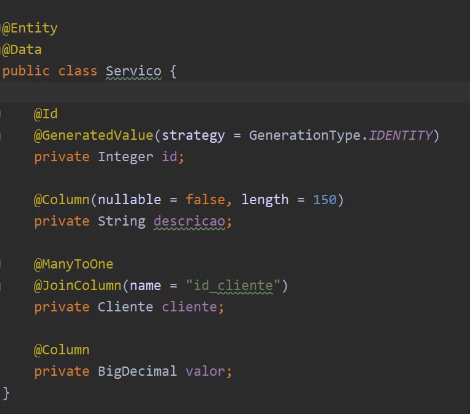 @Entity
@Data
public class Servico {
@Id
@GeneratedValue(strategy = GenerationType.IDENTITY)
private Integer id;
@Column(nullable = false, length = 150)
private String descricao;
@ManyToOne
@JoinColumn(name = "id_cliente")
private Cliente cliente;
@Column
private BigDecimal valor;
}